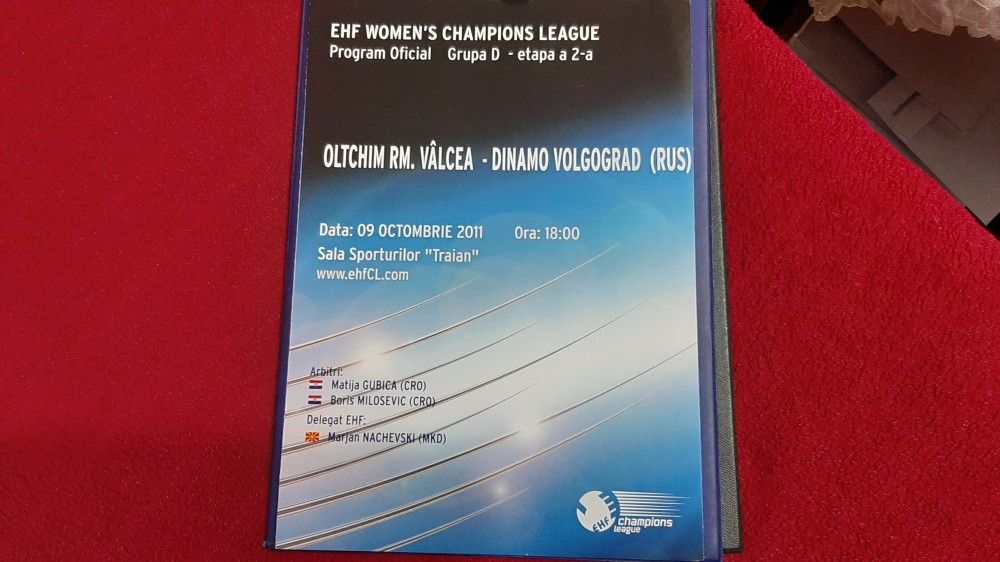 EHF WOMEN'S CHAMPIONS LEAGUE
Program Oficial Grupa D - etapa a 2-a
OLTCHIM RM. VÂLCEA - DINAMO VOLGOGRAD (RUS)
Data: 09 OCTOMBRIE 2011 Ora: 18:00
Sala Sporturilor "Traian"
www.ehfCL.com
Arbitri:
Matija GUBICA (CRO)
Boris MILOSEVIC (CRO)
Delegat EHF:
Marjan NACHEVSKI (MKD)
EHF
champions
league